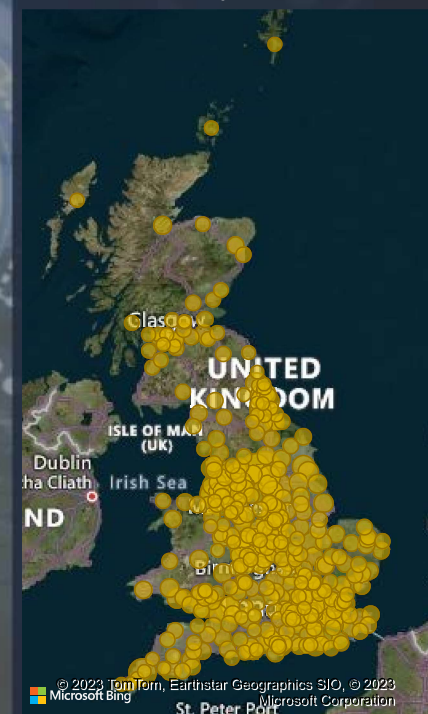 Glasgow
UNITED
KINGDOM
ISLE OF MAN
(UK)
Dublin
tha Cliath
Irish Sea
ND
© 2023 TomTom, Earthstar Geographics SIO, © 2023
Microsoft Corporation
Microsoft Bing
St. Peter Port